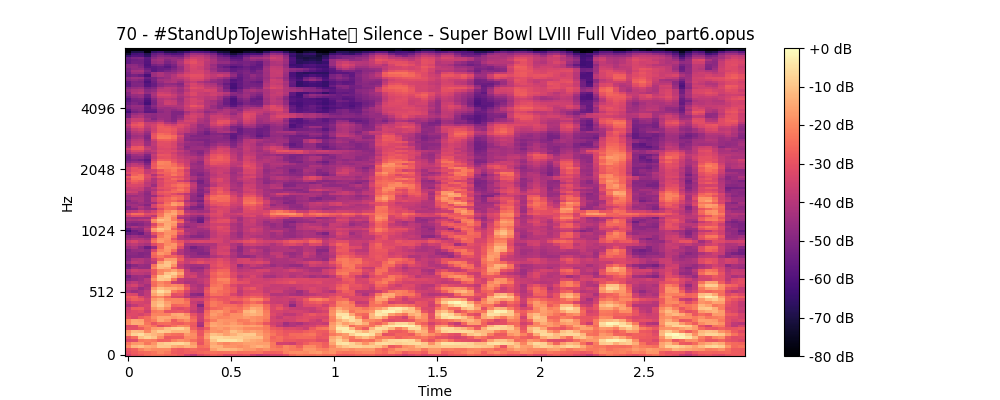 70 - #StandUpToJewishHate▯ Silence - Super Bowl LVIII Full Video_part6.opus
+0 dB
4096
-10 dB
-20 dB
2048
-30 dB
Hz
-40 dB
1024
-50 dB
512
-60 dB
-70 dB
0
-80 dB
0 0.5 1 1.5 2 2.5
Time